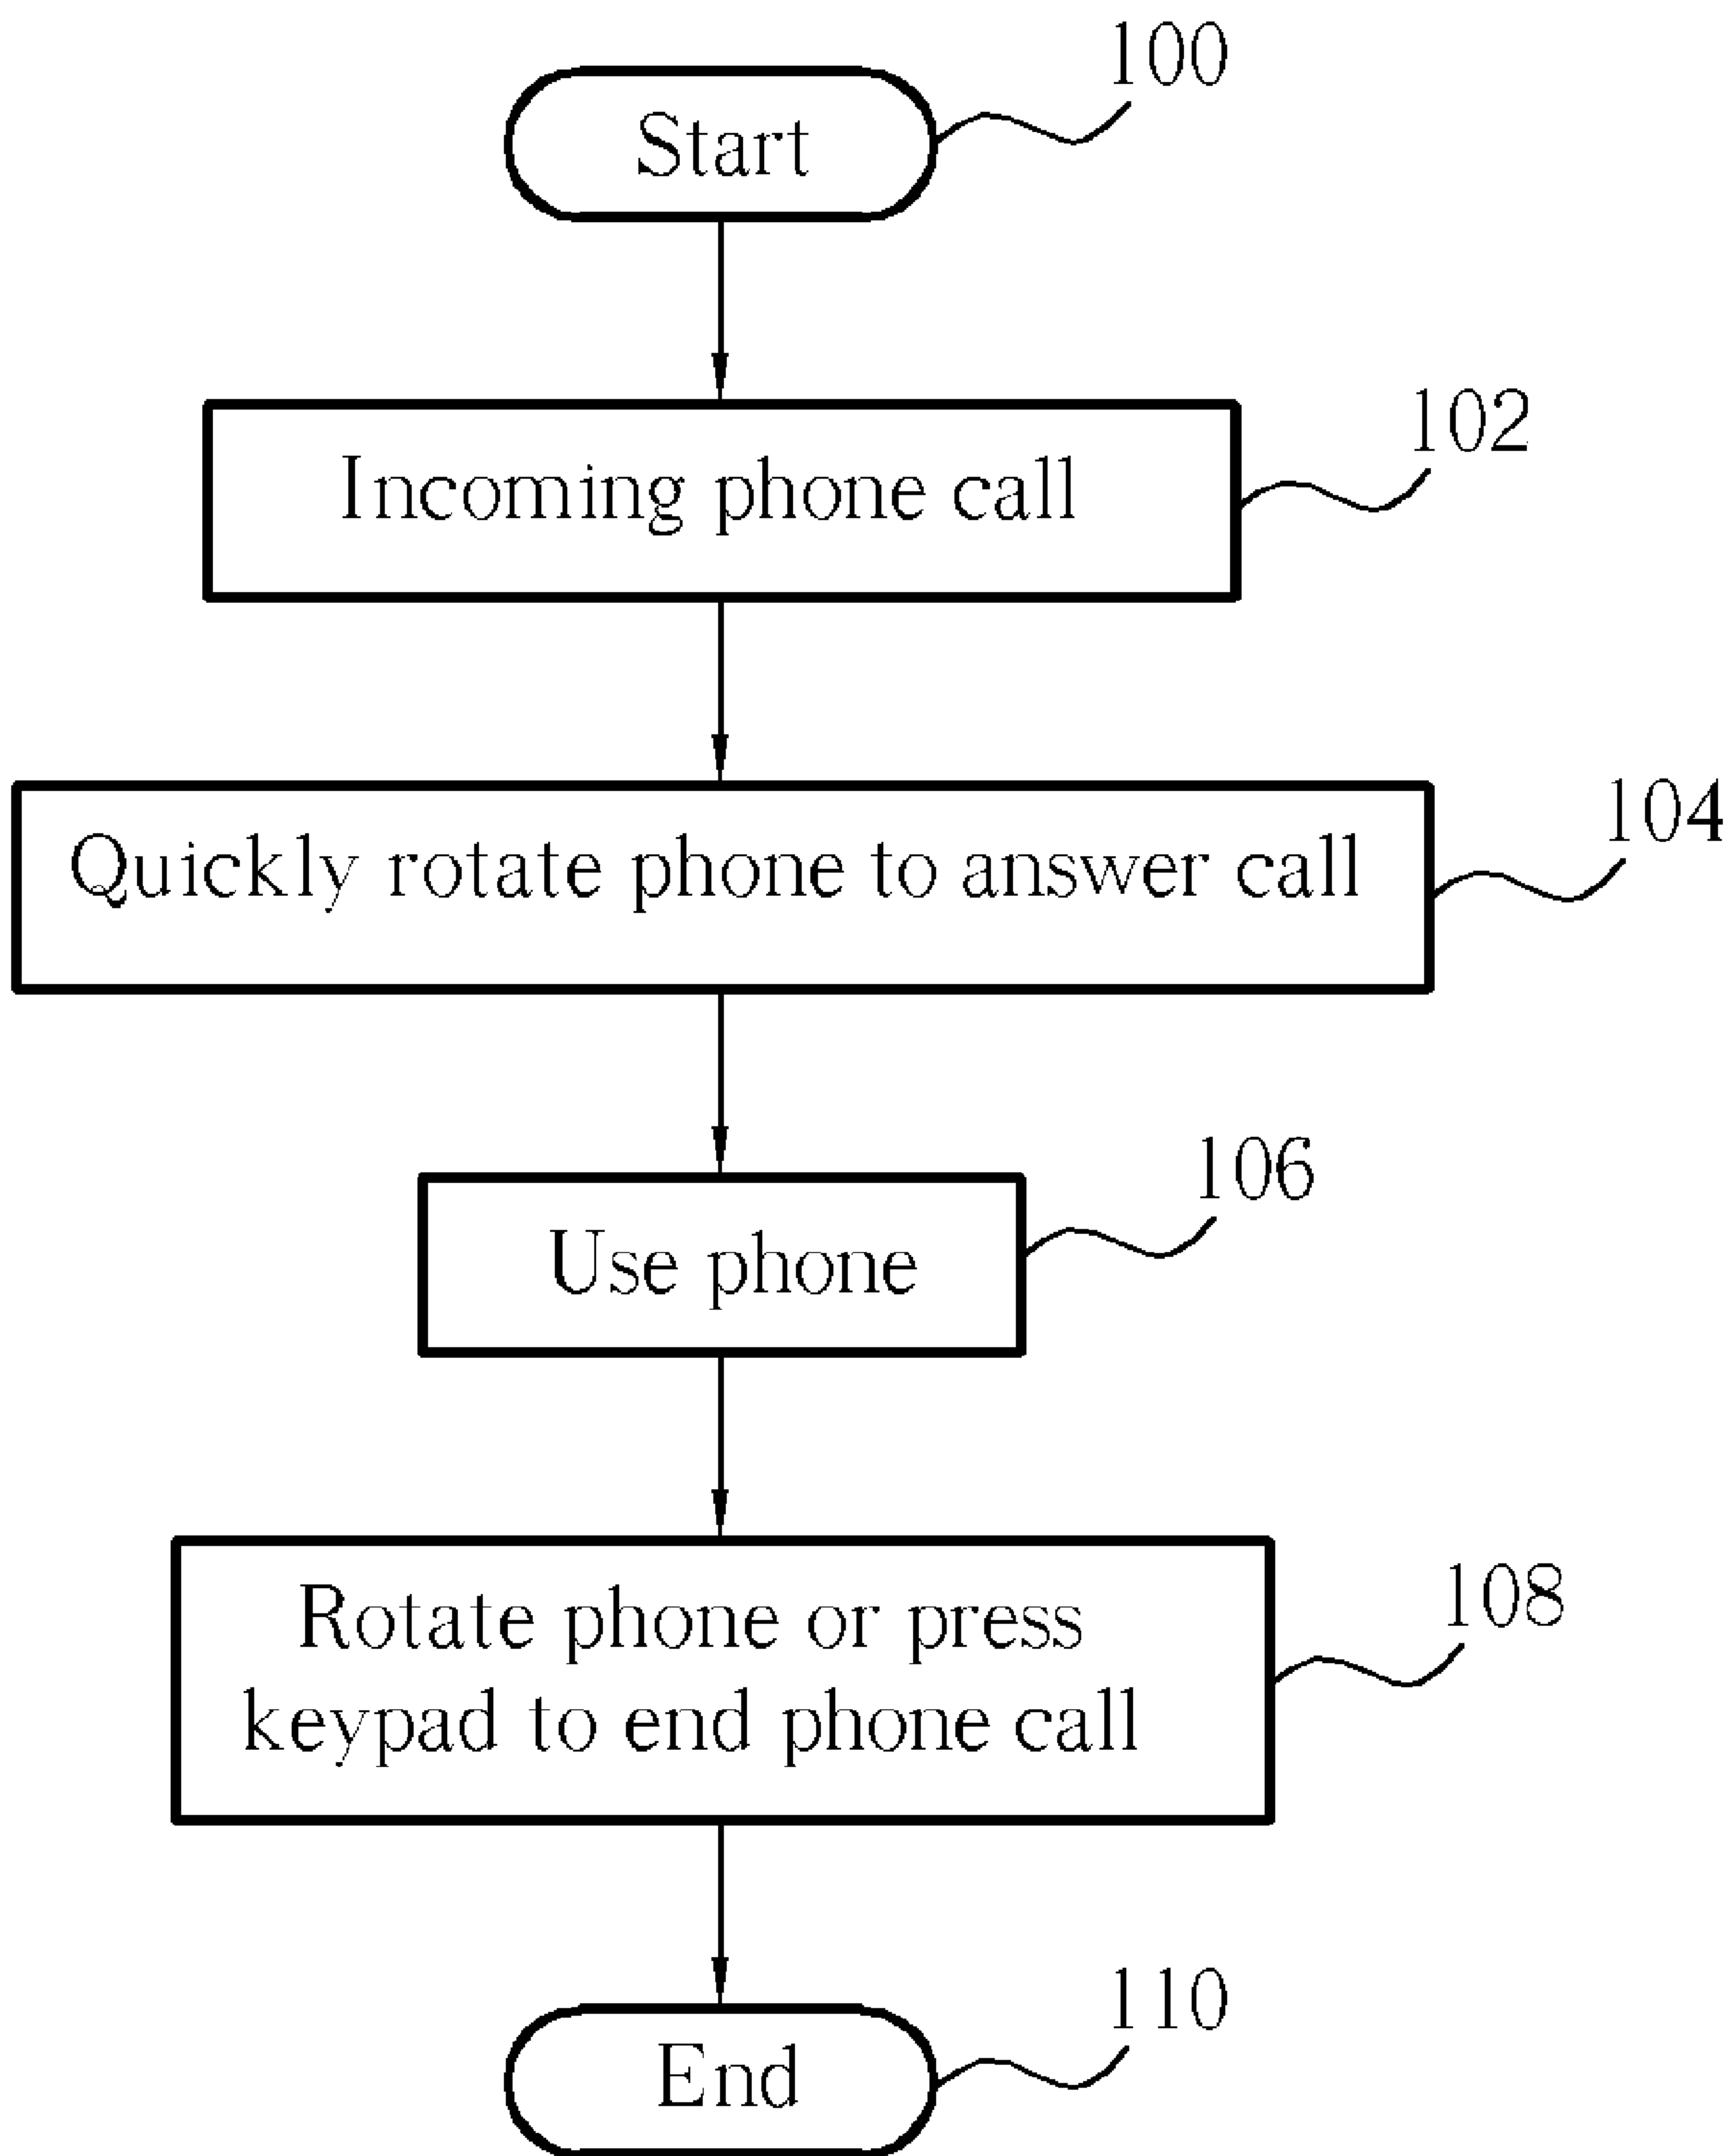 100
Start
102
Incoming phone call
104
Quickly rotate phone to answer call
106
Use phone
108
Rotate phone or press
keypad to end phone call
110
End